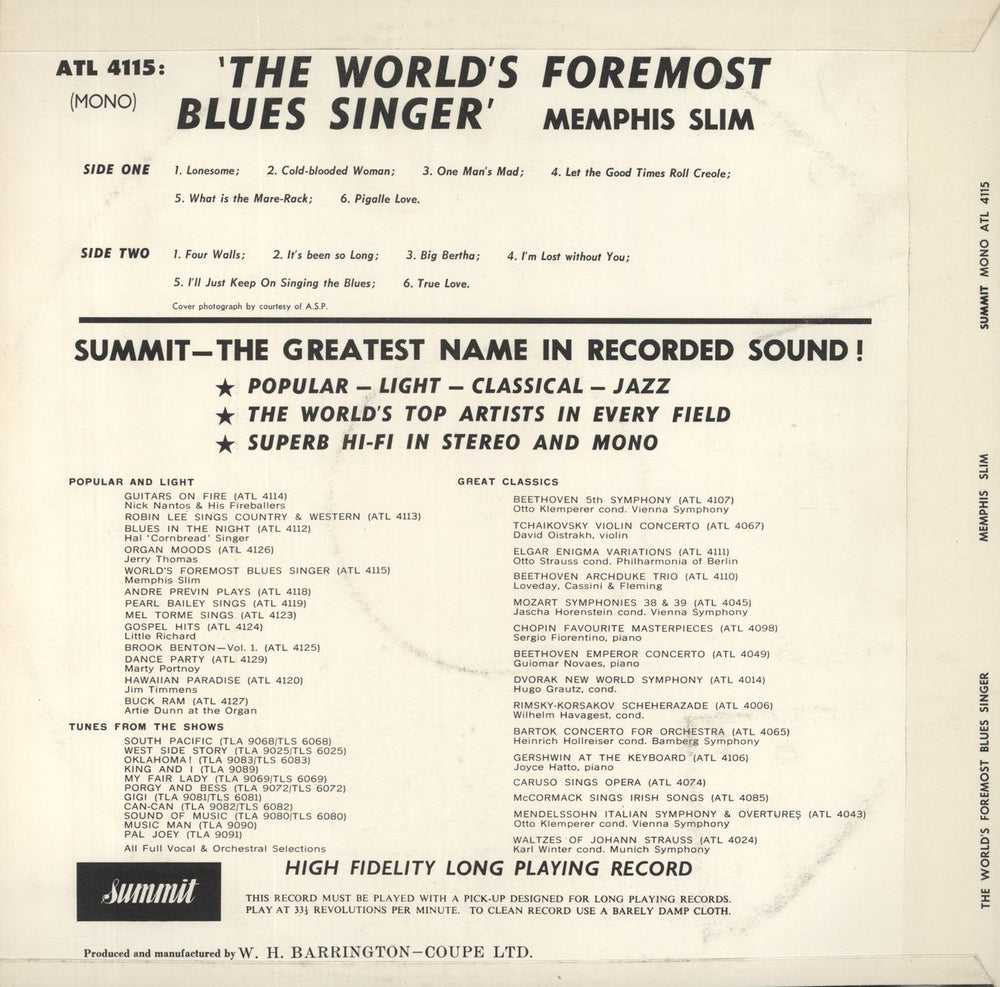 ATL 4115: 'THE WORLD'S FOREMOST
(MONO) BLUES SINGER' MEMPHIS SLIM
SIDE ONE 1. Lonesome; 2. Cold-blooded Woman; 3. One Man's Mad; 4. Let the Good Times Roll Creole;
5. What is the Mare-Rack; 6. Pigalle Love.
SIDE TWO 1. Four Walls; 2. It's been so Long; 3. Big Bertha; 4. I'm Lost without You;
5. I'll Just Keep On Singing the Blues; 6. True Love.
Cover photograph by courtesy of A.S.P.
SUMMIT—THE GREATEST NAME IN RECORDED SOUND!
★ POPULAR — LIGHT — CLASSICAL — JAZZ
★ THE WORLD'S TOP ARTISTS IN EVERY FIELD
★ SUPERB HI-FI IN STEREO AND MONO
POPULAR AND LIGHT
GUITARS ON FIRE (ATL 4114)
Nick Nantos & His Fireballers
ROBIN LEE SINGS COUNTRY & WESTERN (ATL 4113)
BLUES IN THE NIGHT (ATL 4112)
Hal 'Cornbread' Singer
ORGAN MOODS (ATL 4126)
Jerry Thomas
WORLD'S FOREMOST BLUES SINGER (ATL 4115)
Memphis Slim
ANDRE PREVIN PLAYS (ATL 4118)
PEARL BAILEY SINGS (ATL 4119)
MEL TORME SINGS (ATL 4123)
GOSPEL HITS (ATL 4124)
Little Richard
BROOK BENTON—Vol. 1. (ATL 4125)
DANCE PARTY (ATL 4129)
Marty Portnoy
HAWAIIAN PARADISE (ATL 4120)
Jim Timmens
BUCK RAM (ATL 4127)
Artie Dunn at the Organ
TUNES FROM THE SHOWS
SOUTH PACIFIC (TLA 9068/TLS 6068)
WEST SIDE STORY (TLA 9025/TLS 6025)
OKLAHOMA! (TLA 9083/TLS 6083)
KING AND I (TLA 9089)
MY FAIR LADY (TLA 9069/TLS 6069)
PORGY AND BESS (TLA 9072/TLS 6072)
GIGI (TLA 9081/TLS 6081)
CAN-CAN (TLA 9082/TLS 6082)
SOUND OF MUSIC (TLA 9080/TLS 6080)
MUSIC MAN (TLA 9090)
PAL JOEY (TLA 9091)
All Full Vocal & Orchestral Selections
GREAT CLASSICS
BEETHOVEN 5th SYMPHONY (ATL 4107)
Otto Klemperer cond. Vienna Symphony
TCHAIKOVSKY VIOLIN CONCERTO (ATL 4067)
David Oistrakh, violin
ELGAR ENIGMA VARIATIONS (ATL 4111)
Otto Strauss cond. Philharmonia of Berlin
BEETHOVEN ARCHDUKE TRIO (ATL 4110)
Loveday, Cassini & Fleming
MOZART SYMPHONIES 38 & 39 (ATL 4045)
Jascha Horenstein cond. Vienna Symphony
CHOPIN FAVOURITE MASTERPIECES (ATL 4098)
Sergio Fiorentino, piano
BEETHOVEN EMPEROR CONCERTO (ATL 4049)
Guiomar Novaes, piano
DVORAK NEW WORLD SYMPHONY (ATL 4014)
Hugo Grautz, cond.
RIMSKY-KORSAKOV SCHEHERAZADE (ATL 4006)
Wilhelm Havagest, cond.
BARTOK CONCERTO FOR ORCHESTRA (ATL 4065)
Heinrich Hollreiser cond. Bamberg Symphony
GERSHWIN AT THE KEYBOARD (ATL 4106)
Joyce Hatto, piano
CARUSO SINGS OPERA (ATL 4074)
McCORMACK SINGS IRISH SONGS (ATL 4085)
MENDELSSOHN ITALIAN SYMPHONY & OVERTURES (ATL 4043)
Otto Klemperer cond. Vienna Symphony
WALTZES OF JOHANN STRAUSS (ATL 4024)
Karl Winter cond. Munich Symphony
HIGH FIDELITY LONG PLAYING RECORD
summit
THIS RECORD MUST BE PLAYED WITH A PICK-UP DESIGNED FOR LONG PLAYING RECORDS.
PLAY AT 33⅓ REVOLUTIONS PER MINUTE. TO CLEAN RECORD USE A BARELY DAMP CLOTH.
Produced and manufactured by W. H. BARRINGTON—COUPE LTD.
THE WORLD'S FOREMOST BLUES SINGER MEMPHIS SLIM SUMMIT MONO ATL 4115